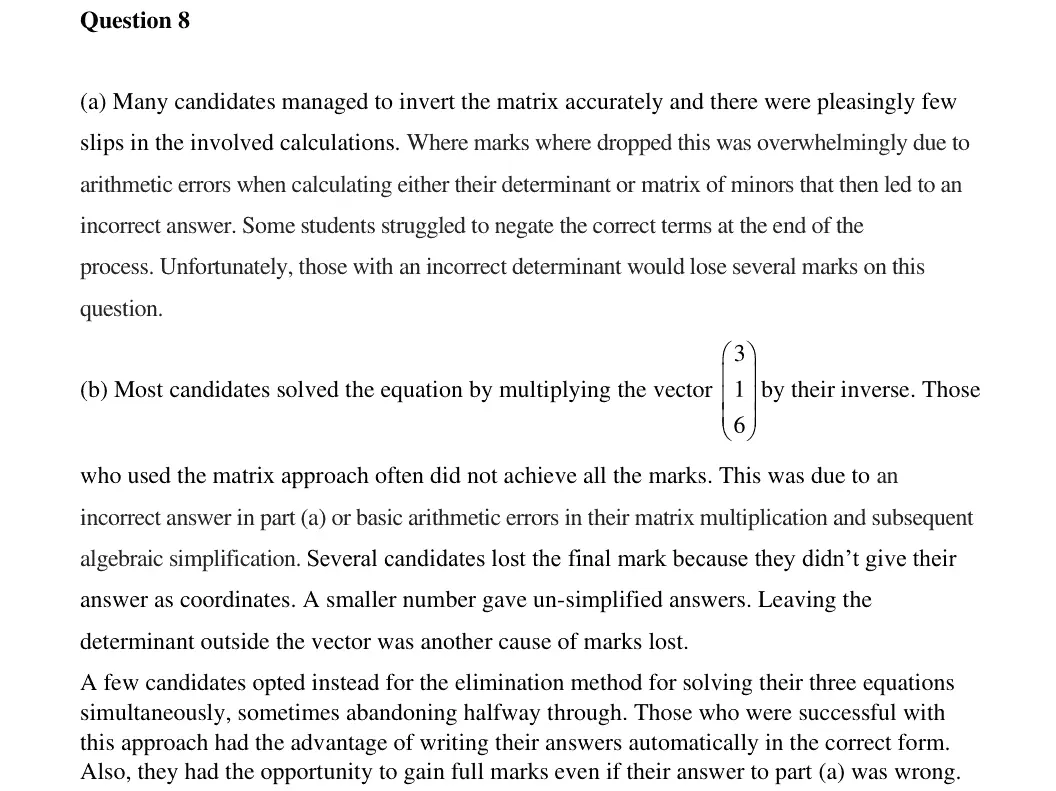 Question 8
(a) Many candidates managed to invert the matrix accurately and there were pleasingly few
slips in the involved calculations. Where marks where dropped this was overwhelmingly due to
arithmetic errors when calculating either their determinant or matrix of minors that then led to an
incorrect answer. Some students struggled to negate the correct terms at the end of the
process. Unfortunately, those with an incorrect determinant would lose several marks on this
question.
3
(b) Most candidates solved the equation by multiplying the vector 1 by their inverse. Those
6
who used the matrix approach often did not achieve all the marks. This was due to an
incorrect answer in part (a) or basic arithmetic errors in their matrix multiplication and subsequent
algebraic simplification. Several candidates lost the final mark because they didn’t give their
answer as coordinates. A smaller number gave un-simplified answers. Leaving the
determinant outside the vector was another cause of marks lost.
A few candidates opted instead for the elimination method for solving their three equations
simultaneously, sometimes abandoning halfway through. Those who were successful with
this approach had the advantage of writing their answers automatically in the correct form.
Also, they had the opportunity to gain full marks even if their answer to part (a) was wrong.